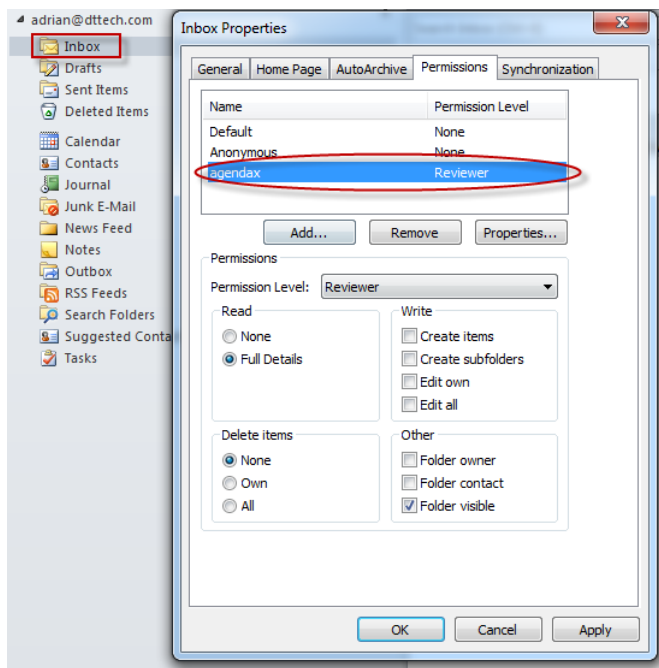 adrian@dttech.com
Inbox
Drafts
Sent Items
Deleted Items
Calendar
Contacts
Journal
Junk E-Mail
News Feed
Notes
Outbox
RSS Feeds
Search Folders
Suggested Conta
Tasks
Inbox Properties
General Home Page AutoArchive Permissions Synchronization
Name Permission Level
Default None
Anonymous None
agendax Reviewer
Add... Remove Properties...
Permissions
Permission Level: Reviewer
Read Write
None Create items
Full Details Create subfolders
Edit own
Edit all
Delete items Other
None Folder owner
Own Folder contact
All Folder visible
OK Cancel Apply